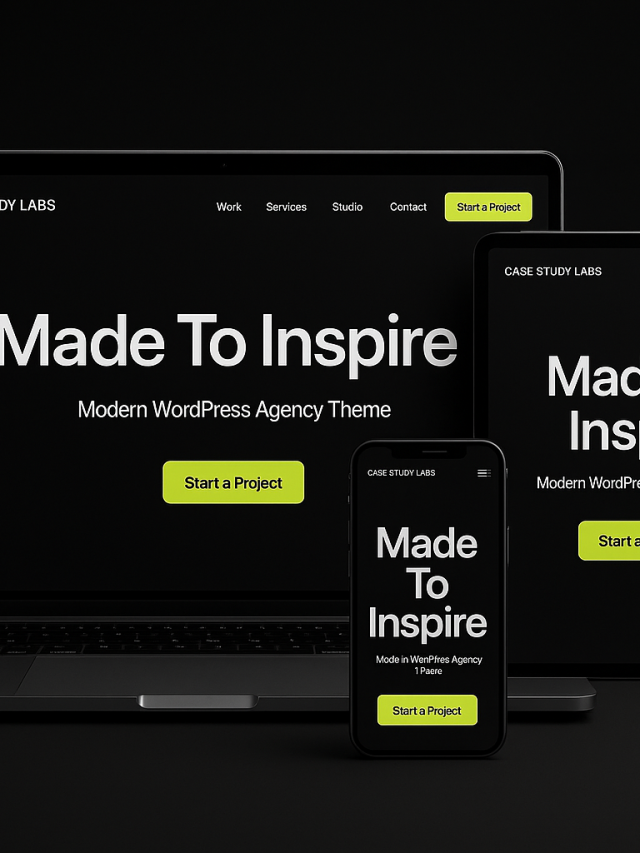 DY LABS
Work Services Studio Contact Start a Project
Made To Inspire
Modern WordPress Agency Theme
Start a Project
CASE STUDY LABS
Mad
Insp
Modern WordPre
Start a
CASE STUDY LABS
Made
To
Inspire
Mode in WenPfres Agency
1 Paere
Start a Project